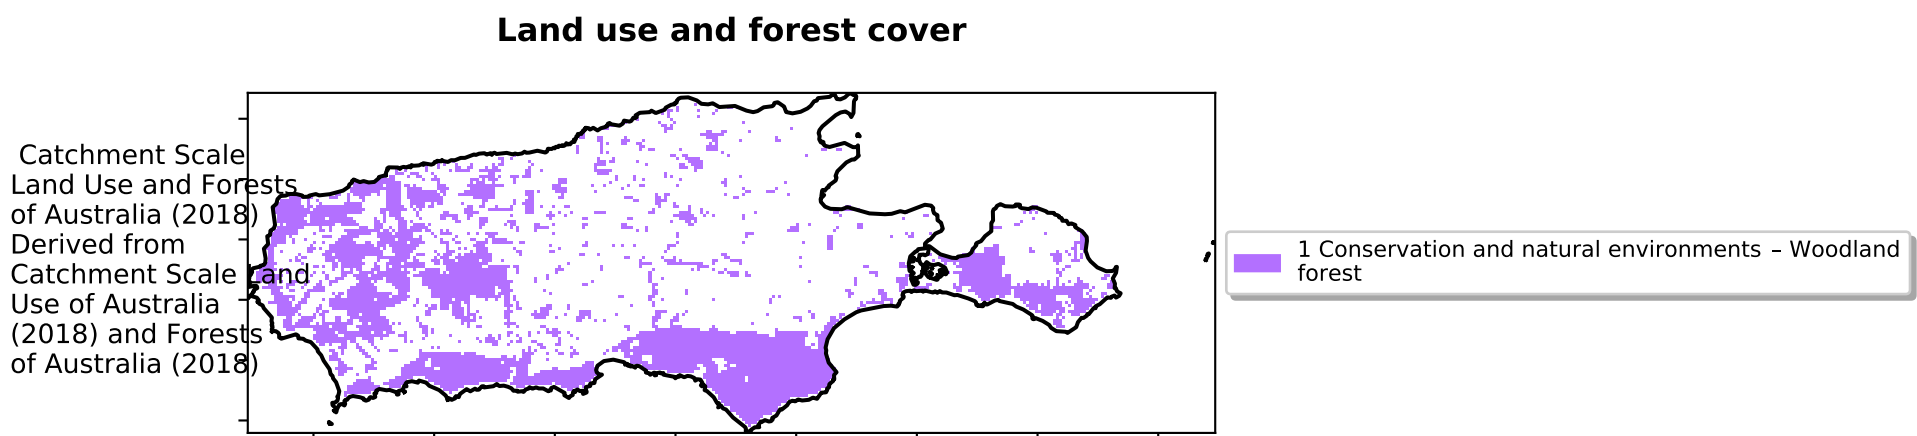 Land use and forest cover
Catchment Scale
Land Use and Forests
of Australia (2018)
Derived from
Catchment Scale Land
Use of Australia
(2018) and Forests
of Australia (2018)
1 Conservation and natural environments – Woodland
forest